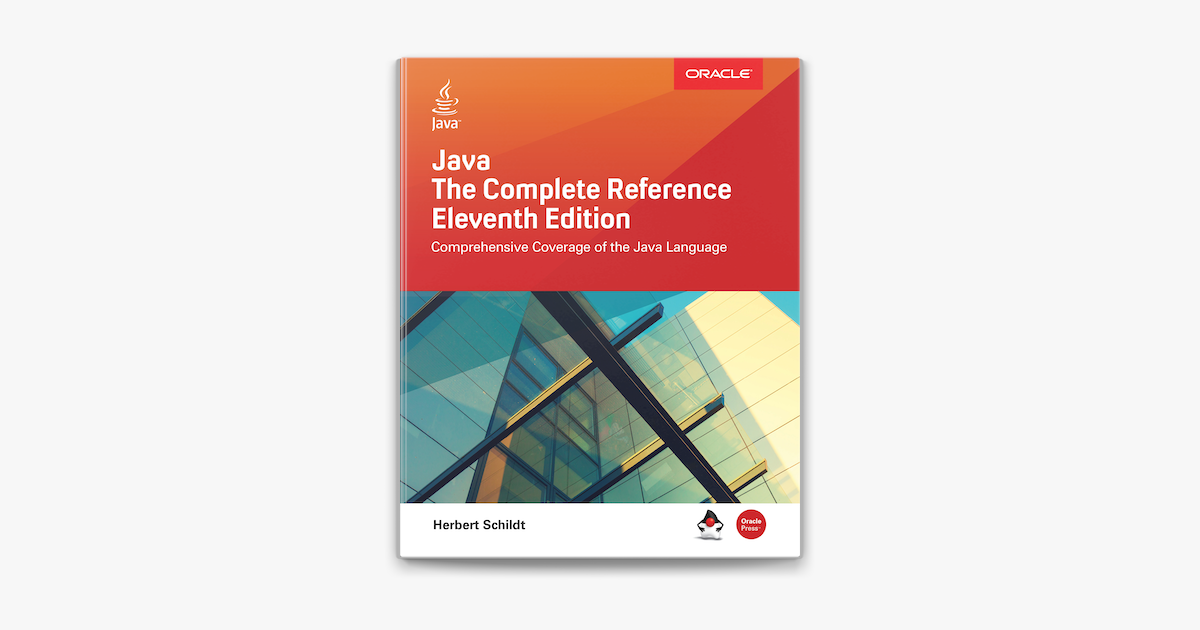 ORACLE
Java
Java
The Complete Reference
Eleventh Edition
Comprehensive Coverage of the Java Language
Herbert Schildt
Oracle
Press